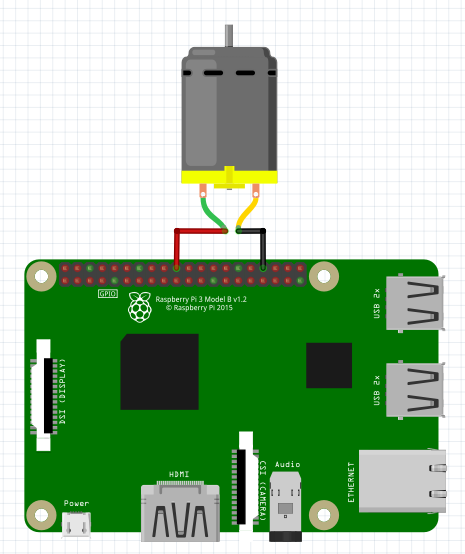 GPIO
Raspberry Pi 3 Model B v1.2
© Raspberry Pi 2015
USB 2x
USB 2x
DSI (DISPLAY)
ETHERNET
CSI (CAMERA)
Audio
HDMI
Power